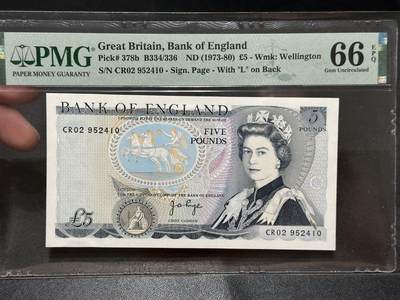 PMG
PAPER MONEY GUARANTY
Great Britain, Bank of England
Pick# 378b B334/336 ND (1973-80) £5 - Wmk: Wellington
S/N CR02 952410 - Sign. Page - With "L" on Back
66 EPQ
Gem Uncirculated
BANK OF ENGLAND
5
POUNDS
CR02 952410
FIVE
POUNDS
£5
CHIEF CASHIER
CR02 952410